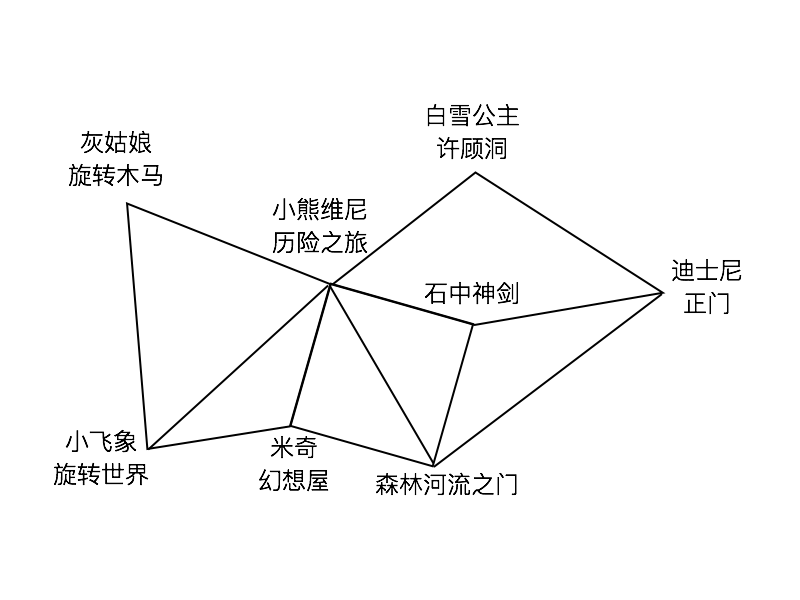 白雪公主
许顾洞
灰姑娘
旋转木马
小熊维尼
历险之旅
迪士尼
正门
石中神剑
小飞象
旋转世界
米奇
幻想屋
森林河流之门